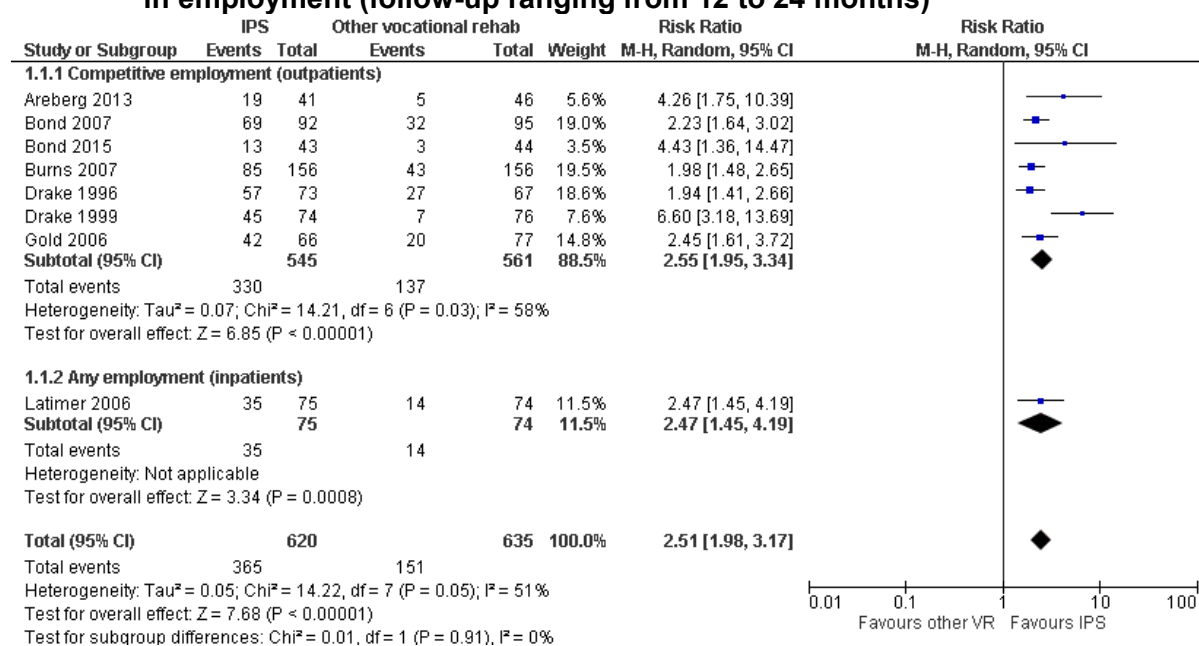 in employment (follow-up ranging from 12 to 24 months)
IPS Other vocational rehab Risk Ratio Risk Ratio
Study or Subgroup Events Total Events Total Weight M-H, Random, 95% CI M-H, Random, 95% CI
1.1.1 Competitive employment (outpatients)
Areberg 2013 19 41 5 46 5.6% 4.26 [1.75, 10.39]
Bond 2007 69 92 32 95 19.0% 2.23 [1.64, 3.02]
Bond 2015 13 43 3 44 3.5% 4.43 [1.36, 14.47]
Burns 2007 85 156 43 156 19.5% 1.98 [1.48, 2.65]
Drake 1996 57 73 27 67 18.6% 1.94 [1.41, 2.66]
Drake 1999 45 74 7 76 7.6% 6.60 [3.18, 13.69]
Gold 2006 42 66 20 77 14.8% 2.45 [1.61, 3.72]
Subtotal (95% CI) 545 561 88.5% 2.55 [1.95, 3.34]
Total events 330 137
Heterogeneity: Tau² = 0.07; Chi² = 14.21, df = 6 (P = 0.03); I² = 58%
Test for overall effect: Z = 6.85 (P < 0.00001)
1.1.2 Any employment (inpatients)
Latimer 2006 35 75 14 74 11.5% 2.47 [1.45, 4.19]
Subtotal (95% CI) 75 74 11.5% 2.47 [1.45, 4.19]
Total events 35 14
Heterogeneity: Not applicable
Test for overall effect: Z = 3.34 (P = 0.0008)
Total (95% CI) 620 635 100.0% 2.51 [1.98, 3.17]
Total events 365 151
Heterogeneity: Tau² = 0.05; Chi² = 14.22, df = 7 (P = 0.05); I² = 51%
Test for overall effect: Z = 7.68 (P < 0.00001)
Test for subgroup differences: Chi² = 0.01, df = 1 (P = 0.91), I² = 0%
0.01 0.1 1 10 100
Favours other VR Favours IPS